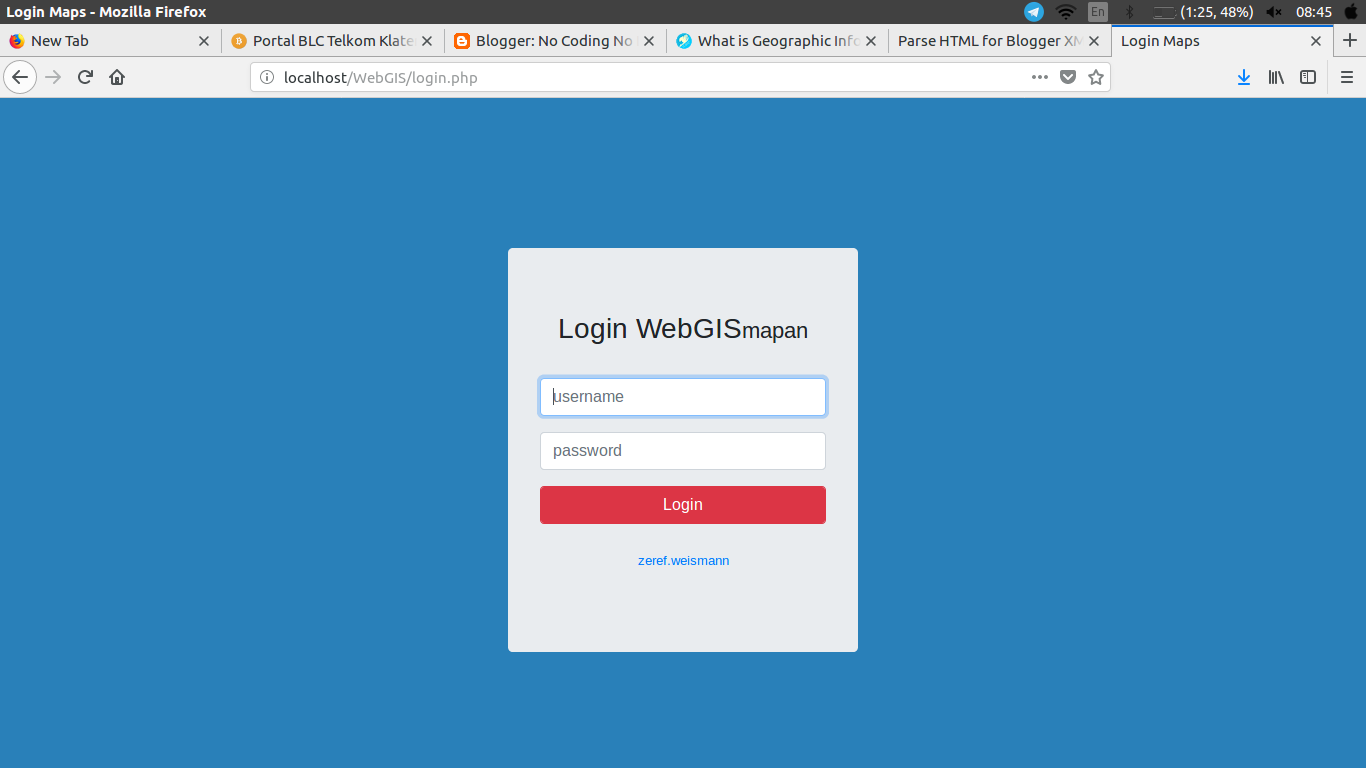 Login Maps - Mozilla Firefox
En (1:25, 48%) 08:45
New Tab
Portal BLC Telkom Klate
Blogger: No Coding No
What is Geographic Info
Parse HTML for Blogger XM
Login Maps
localhost/WebGIS/login.php
Login WebGISmapan
username
password
Login
zeref.weismann